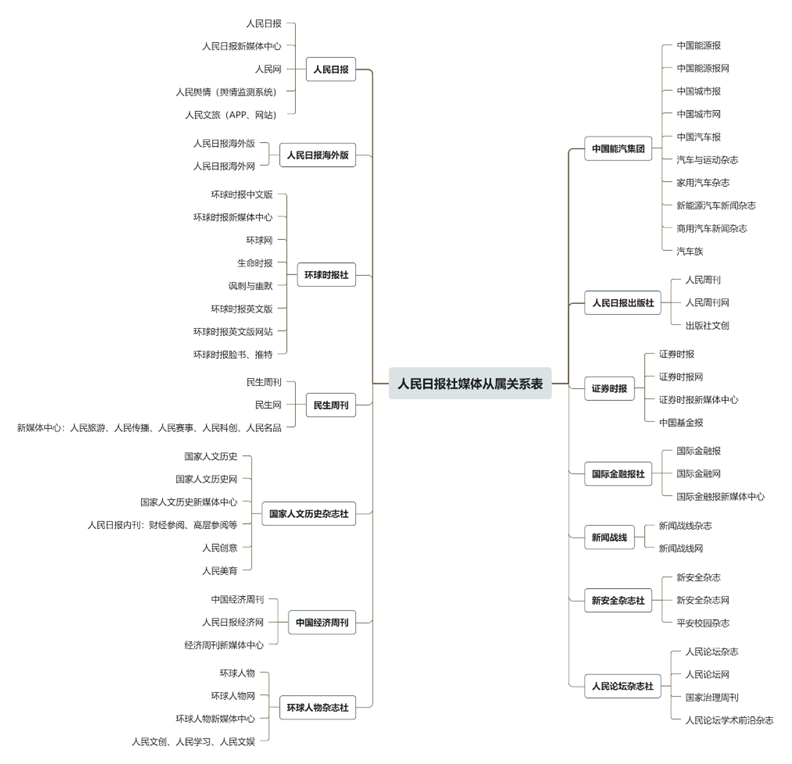 人民日报社媒体从属关系表
人民日报
人民日报
人民日报新媒体中心
人民网
人民舆情（舆情监测系统）
人民文旅（APP、网站）
人民日报海外版
人民日报海外版
人民日报海外网
环球时报社
环球时报中文版
环球时报新媒体中心
环球网
生命时报
讽刺与幽默
环球时报英文版
环球时报英文版网站
环球时报脸书、推特
民生周刊
民生周刊
民生网
新媒体中心：人民旅游、人民传播、人民赛事、人民科创、人民名品
国家人文历史杂志社
国家人文历史
国家人文历史网
国家人文历史新媒体中心
人民日报内刊：财经参阅、高层参阅等
人民创意
人民美育
中国经济周刊
中国经济周刊
人民日报经济网
经济周刊新媒体中心
环球人物杂志社
环球人物
环球人物网
环球人物新媒体中心
人民文创、人民学习、人民文娱
中国能汽集团
中国能源报
中国能源报网
中国城市报
中国城市网
中国汽车报
汽车与运动杂志
家用汽车杂志
新能源汽车新闻杂志
商用汽车新闻杂志
汽车族
人民日报出版社
人民周刊
人民周刊网
出版社文创
证券时报
证券时报
证券时报网
证券时报新媒体中心
中国基金报
国际金融报社
国际金融报
国际金融网
国际金融报新媒体中心
新闻战线
新闻战线杂志
新闻战线网
新安全杂志社
新安全杂志
新安全杂志网
平安校园杂志
人民论坛杂志社
人民论坛杂志
人民论坛网
国家治理周刊
人民论坛学术前沿杂志